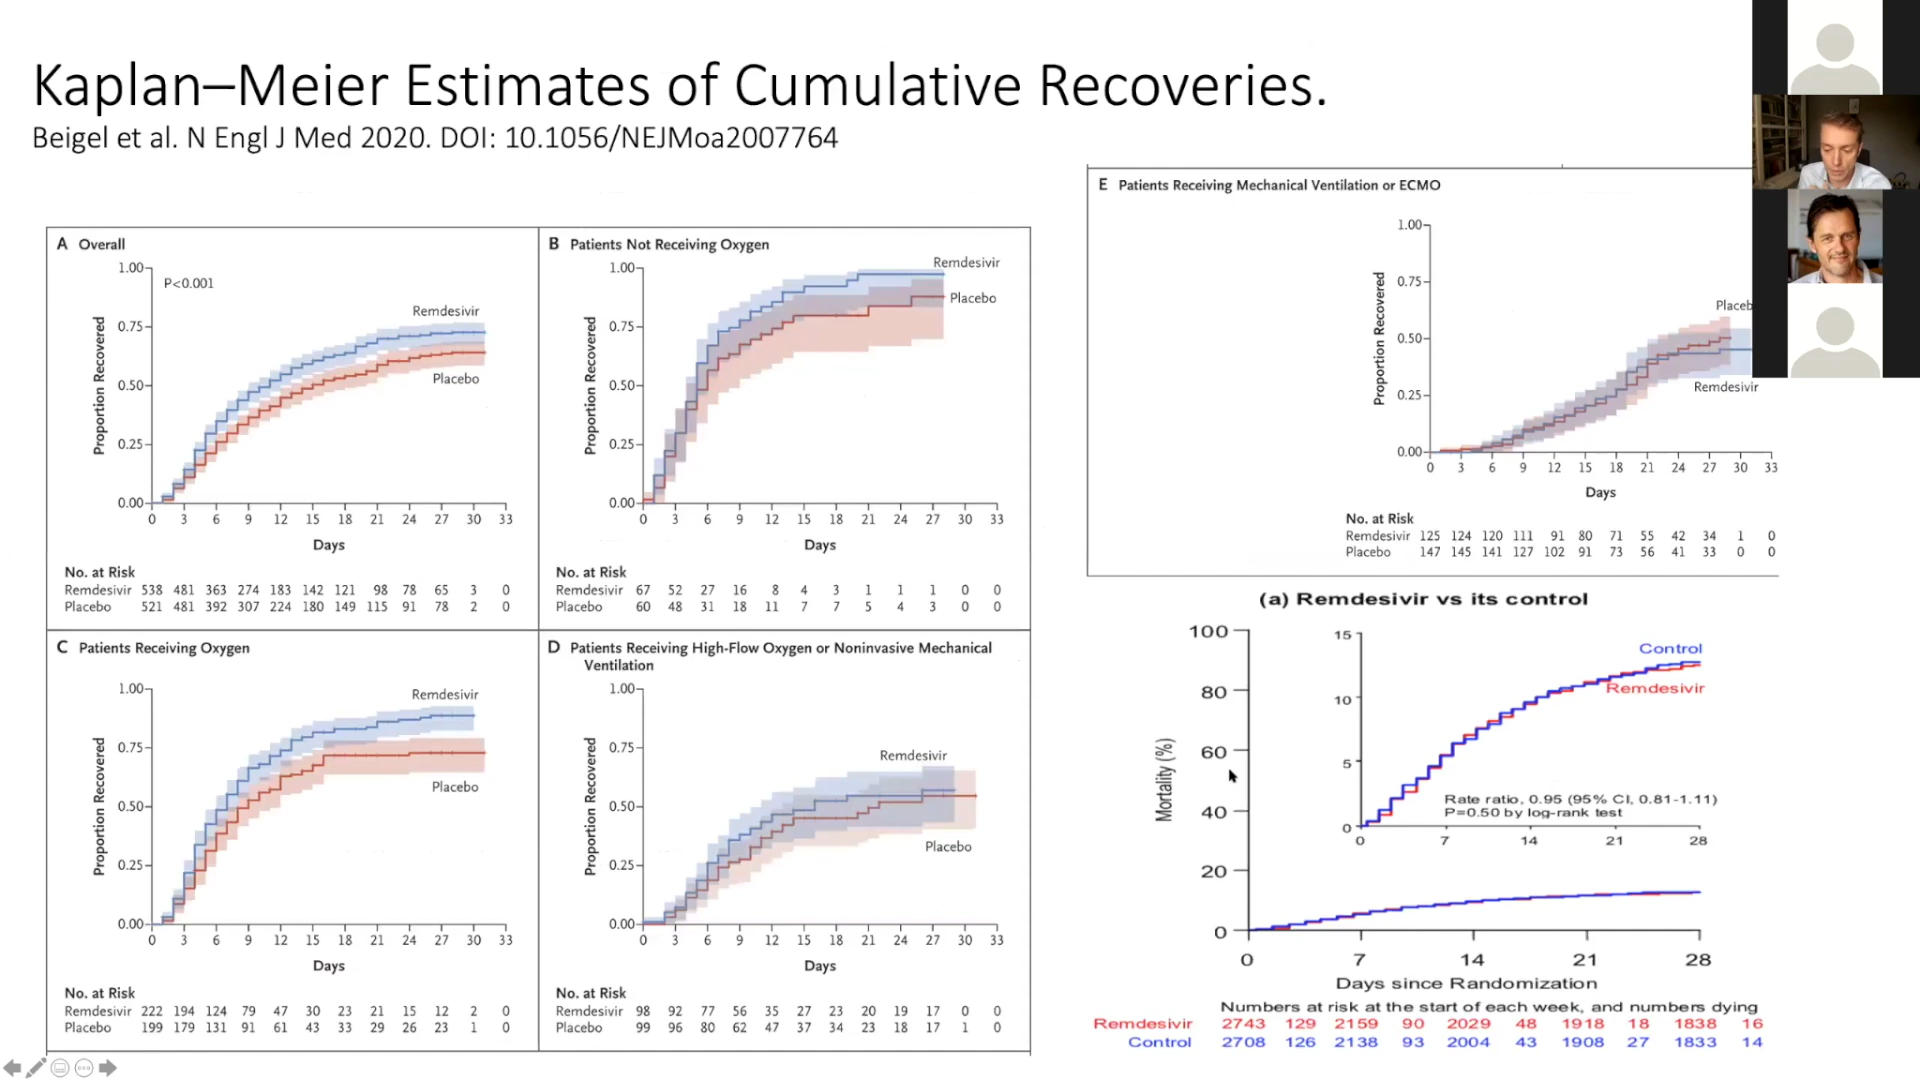 Kaplan–Meier Estimates of Cumulative Recoveries.
Beigel et al. N Engl J Med 2020. DOI: 10.1056/NEJMoa2007764
A Overall
P<0.001
1.00
0.75
0.50
0.25
0.00
Proportion Recovered
Remdesivir
Placebo
0 3 6 9 12 15 18 21 24 27 30 33
Days
No. at Risk
Remdesivir 538 481 363 274 183 142 121 98 78 65 3 0
Placebo 521 481 392 307 224 180 149 115 91 78 2 0
B Patients Not Receiving Oxygen
1.00
0.75
0.50
0.25
0.00
Proportion Recovered
Remdesivir
Placebo
0 3 6 9 12 15 18 21 24 27 30 33
Days
No. at Risk
Remdesivir 67 52 27 16 8 4 3 1 1 1 0 0
Placebo 60 48 31 18 11 7 7 5 4 3 0 0
C Patients Receiving Oxygen
1.00
0.75
0.50
0.25
0.00
Proportion Recovered
Remdesivir
Placebo
0 3 6 9 12 15 18 21 24 27 30 33
Days
No. at Risk
Remdesivir 222 194 124 79 47 30 23 21 15 12 2 0
Placebo 199 179 131 91 61 43 33 29 26 23 1 0
D Patients Receiving High-Flow Oxygen or Noninvasive Mechanical
Ventilation
1.00
0.75
0.50
0.25
0.00
Proportion Recovered
Remdesivir
Placebo
0 3 6 9 12 15 18 21 24 27 30 33
Days
No. at Risk
Remdesivir 98 92 77 56 35 27 23 20 19 17 0 0
Placebo 99 96 80 62 47 37 34 23 18 17 1 0
E Patients Receiving Mechanical Ventilation or ECMO
1.00
0.75
0.50
0.25
0.00
Proportion Recovered
Placeb
Remdesivir
0 3 6 9 12 15 18 21 24 27 30 33
Days
No. at Risk
Remdesivir 125 124 120 111 91 80 71 55 42 34 1 0
Placebo 147 145 141 127 102 91 73 56 41 33 0 0
(a) Remdesivir vs its control
100
80
60
40
20
0
Mortality (%)
15
10
5
0
Control
Remdesivir
Rate ratio, 0.95 (95% CI, 0.81-1.11)
P=0.50 by log-rank test
0 7 14 21 28
0 7 14 21 28
Days since Randomization
Numbers at risk at the start of each week, and numbers dying
Remdesivir 2743 129 2159 90 2029 48 1918 18 1838 16
Control 2708 126 2138 93 2004 43 1908 27 1833 14